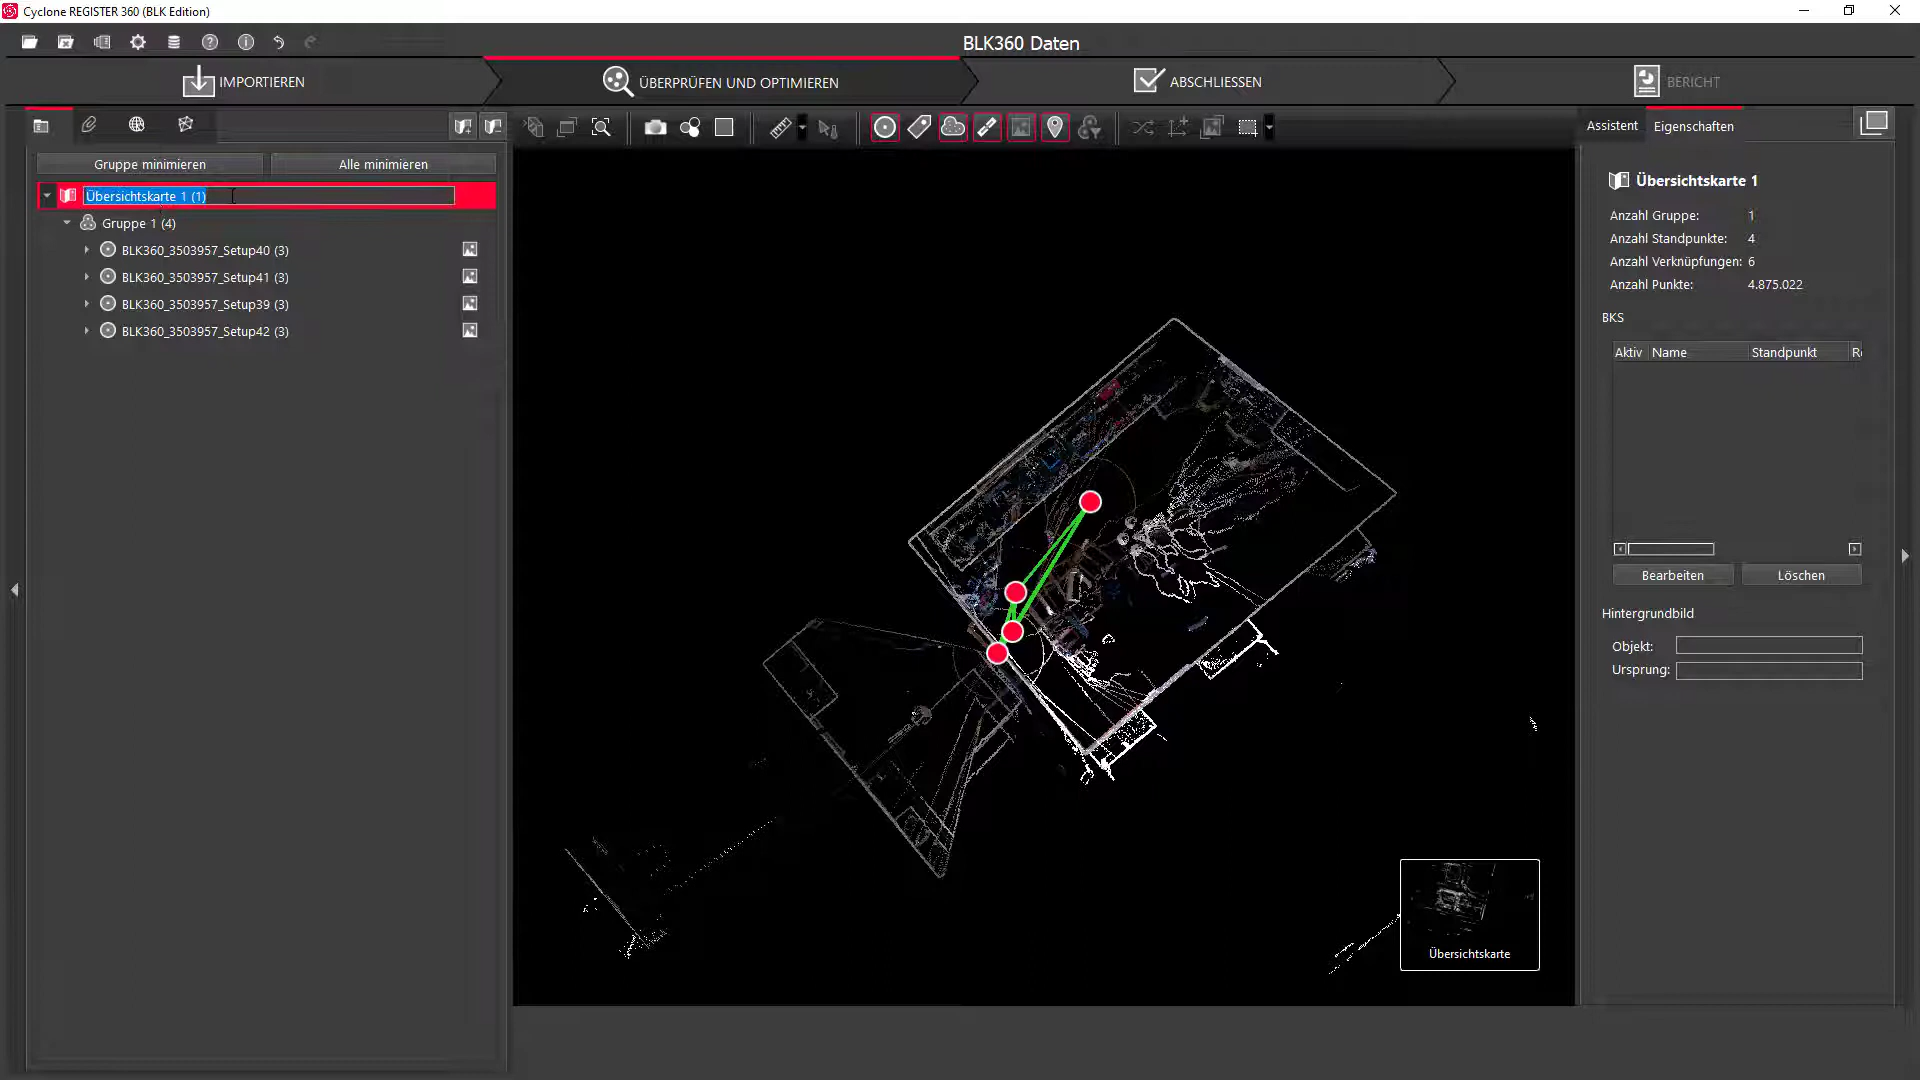 Cyclone REGISTER 360 (BLK Edition)
BLK360 Daten
IMPORTIEREN
ÜBERPRÜFEN UND OPTIMIEREN
ABSCHLIESSEN
BERICHT
Assistent
Eigenschaften
Gruppe minimieren
Alle minimieren
Übersichtskarte 1 (1)
Gruppe 1 (4)
BLK360_3503957_Setup40 (3)
BLK360_3503957_Setup41 (3)
BLK360_3503957_Setup39 (3)
BLK360_3503957_Setup42 (3)
Übersichtskarte
Übersichtskarte 1
Anzahl Gruppe: 1
Anzahl Standpunkte: 4
Anzahl Verknüpfungen: 6
Anzahl Punkte: 4.875.022
BKS
Aktiv Name Standpunkt
Bearbeiten
Löschen
Hintergrundbild
Objekt:
Ursprung: